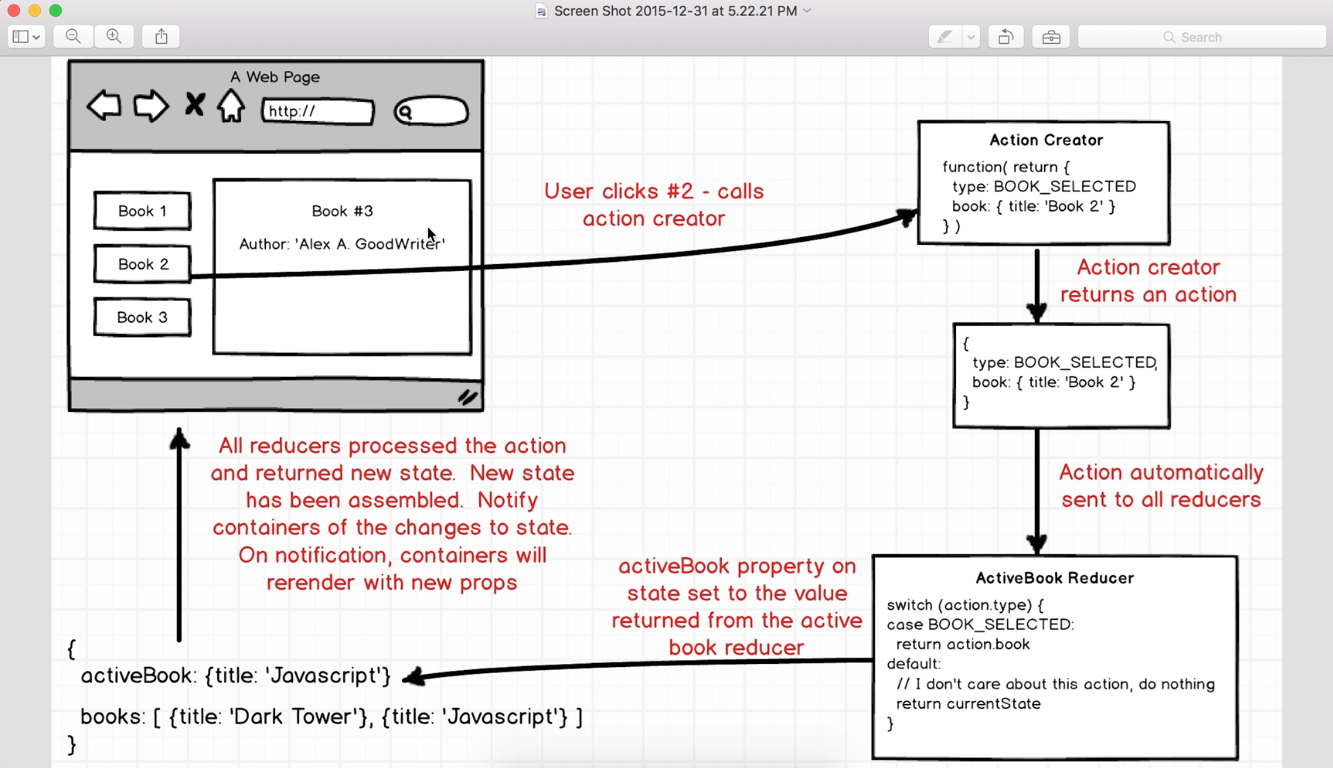 Screen Shot 2015-12-31 at 5.22.21 PM
Search
A Web Page
http://
Book 1
Book 2
Book 3
Book #3
Author: 'Alex A. GoodWriter'
User clicks #2 - calls
action creator
Action Creator
function( return {
type: BOOK_SELECTED
book: { title: 'Book 2' }
} )
Action creator
returns an action
{
type: BOOK_SELECTED,
book: { title: 'Book 2' }
}
Action automatically
sent to all reducers
ActiveBook Reducer
switch (action.type) {
case BOOK_SELECTED:
return action.book
default:
// I don't care about this action, do nothing
return currentState
}
activeBook property on
state set to the value
returned from the active
book reducer
All reducers processed the action
and returned new state. New state
has been assembled. Notify
containers of the changes to state.
On notification, containers will
rerender with new props
{
activeBook: {title: 'Javascript'}
books: [ {title: 'Dark Tower'}, {title: 'Javascript'} ]
}